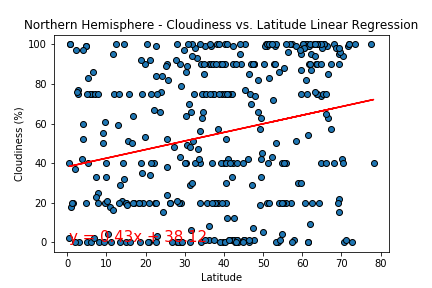 Northern Hemisphere - Cloudiness vs. Latitude Linear Regression
100
80
60
40
20
0
Cloudiness (%)
y = 0.43x + 38.12
0 10 20 30 40 50 60 70 80
Latitude